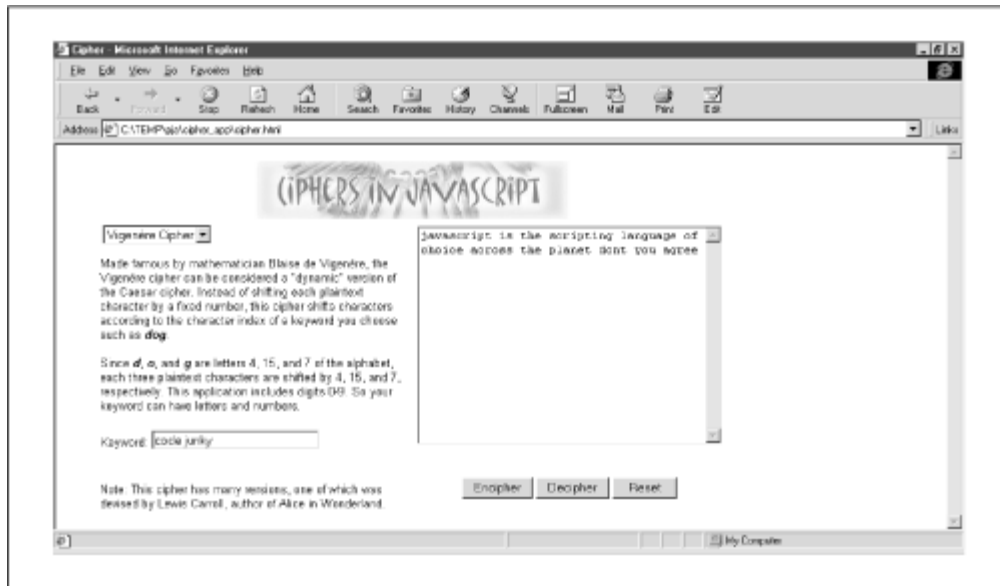 Cipher - Microsoft Internet Explorer
File Edit View Go Favorites Help
Back Forward Stop Refresh Home Search Favorites History Channels Fullscreen Mail Print Edit
Address C:\TEMP\ Links
CIPHERS IN JAVASCRIPT
Vigenère Cipher
Made famous by mathematician Blaise de Vigenère, the
Vigenère cipher can be considered a "dynamic" version of
the Caesar cipher. Instead of shifting each plaintext
character by a fixed number, this cipher shifts characters
according to the character index of a keyword you choose
such as dog.
Since d, o, and g are letters 4, 15, and 7 of the alphabet,
each three plaintext characters are shifted by 4, 15, and 7,
respectively. This application includes digits 0-9. So your
keyword can have letters and numbers.
Keyword: code junky
Note: This cipher has many versions, one of which was
devised by Lewis Carroll, author of Alice in Wonderland.
javascript is the scripting language of
choice across the planet dont you agree
Encipher Decipher Reset
My Computer